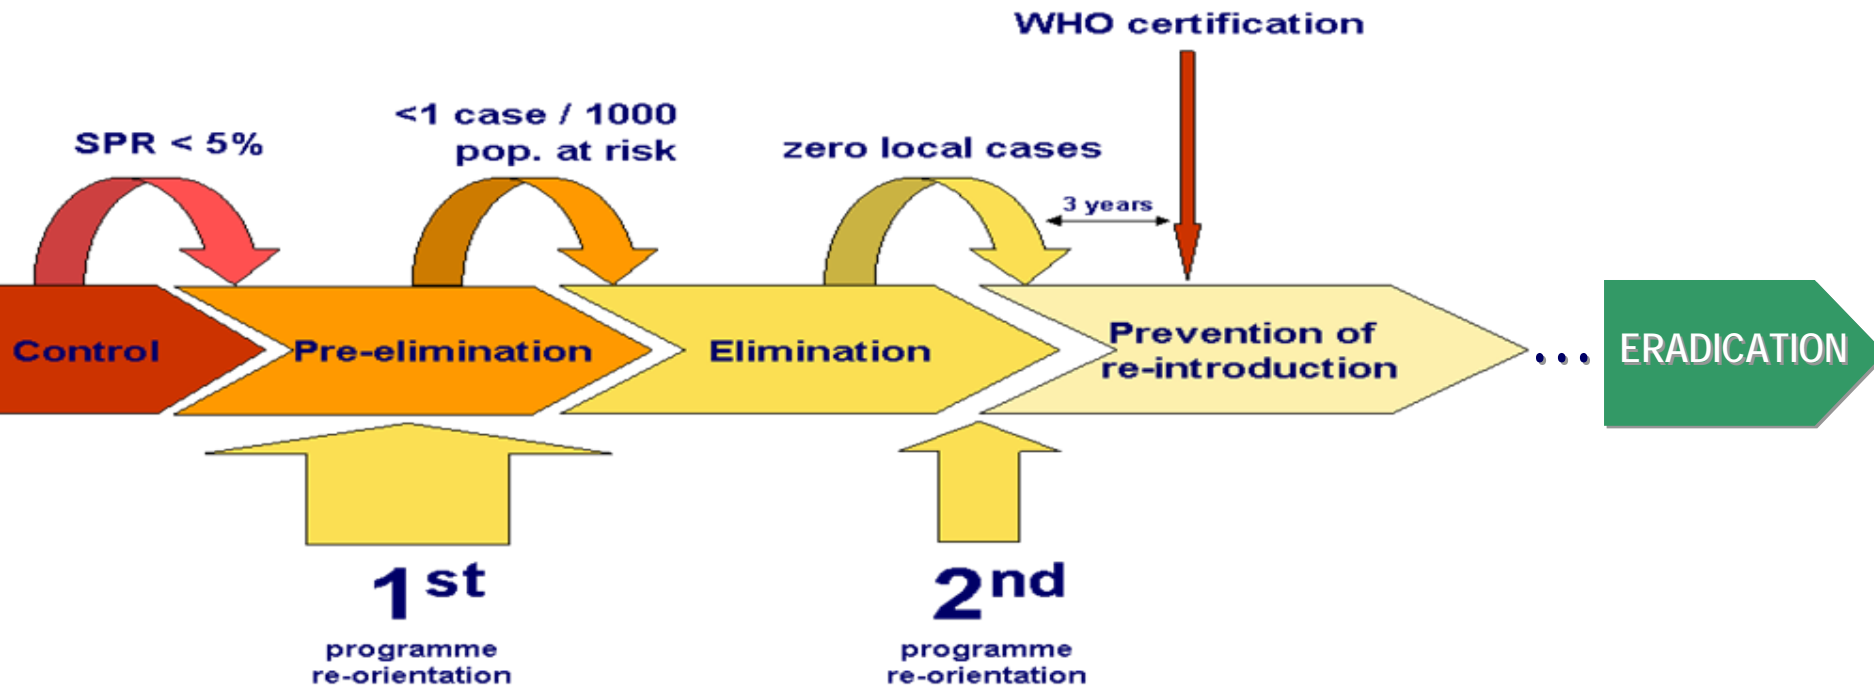 WHO certification
<1 case / 1000
pop. at risk
SPR < 5%
zero local cases
3 years
Control
Pre-elimination
Elimination
Prevention of
re-introduction
...
ERADICATION
1st
programme
re-orientation
2nd
programme
re-orientation